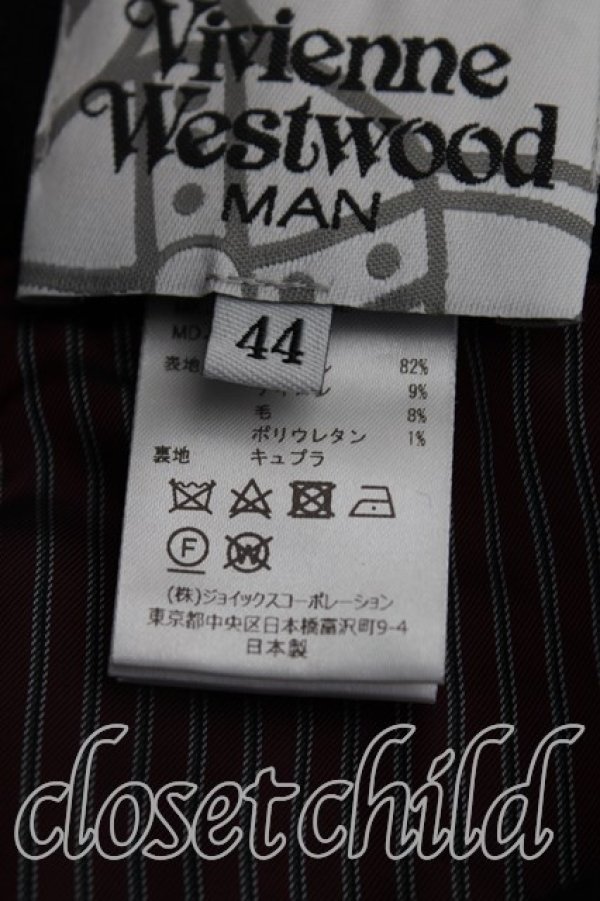 Vivienne
Westwood
MAN
44
MD
表地 82%
9%
毛 8%
ポリウレタン 1%
裏地 キュプラ
F
W
(株)ジョイックスコーポレーション
東京都中央区日本橋富沢町9-4
日本製
closetchild